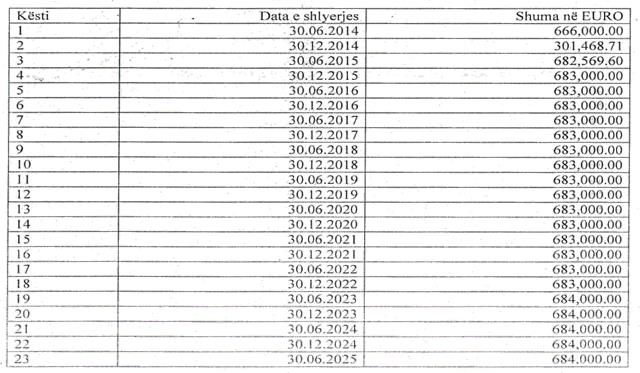 Kësti Data e shlyerjes Shuma në EURO
1 30.06.2014 666,000.00
2 30.12.2014 301,468.71
3 30.06.2015 682,569.60
4 30.12.2015 683,000.00
5 30.06.2016 683,000.00
6 30.12.2016 683,000.00
7 30.06.2017 683,000.00
8 30.12.2017 683,000.00
9 30.06.2018 683,000.00
10 30.12.2018 683,000.00
11 30.06.2019 683,000.00
12 30.12.2019 683,000.00
13 30.06.2020 683,000.00
14 30.12.2020 683,000.00
15 30.06.2021 683,000.00
16 30.12.2021 683,000.00
17 30.06.2022 683,000.00
18 30.12.2022 683,000.00
19 30.06.2023 684,000.00
20 30.12.2023 684,000.00
21 30.06.2024 684,000.00
22 30.12.2024 684,000.00
23 30.06.2025 684,000.00